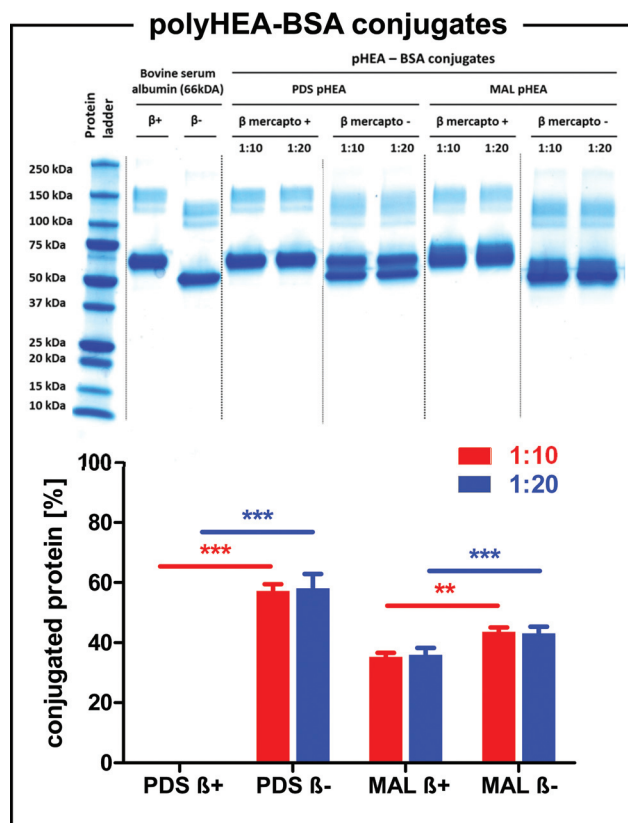 polyHEA-BSA conjugates
pHEA – BSA conjugates
Bovine serum
albumin (66kDA)
PDS pHEA
MAL pHEA
Protein
ladder
β+
β-
β mercapto +
β mercapto -
β mercapto +
β mercapto -
1:10
1:20
1:10
1:20
1:10
1:20
1:10
1:20
250 kDa
150 kDa
100 kDa
75 kDa
50 kDa
37 kDa
25 kDa
20 kDa
15 kDa
10 kDa
1:10
1:20
conjugated protein [%]
100
80
60
40
20
0
***
***
***
**
PDS ß+
PDS ß-
MAL ß+
MAL ß-